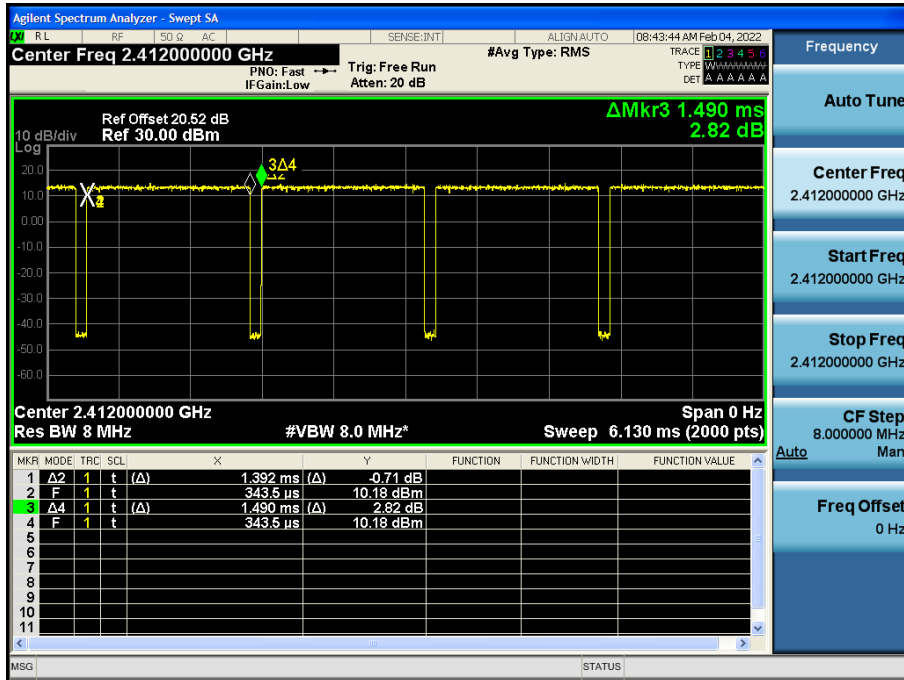 Agilent Spectrum Analyzer - Swept SA
LXI RL RF 50 Ω AC SENSE:INT ALIGN AUTO 08:43:44 AM Feb 04, 2022
Center Freq 2.412000000 GHz
PNO: Fast
IFGain:Low
Trig: Free Run
Atten: 20 dB
#Avg Type: RMS
TRACE 1 2 3 4 5 6
TYPE WWWWWW
DET A A A A A A
Ref Offset 20.52 dB
10 dB/div Ref 30.00 dBm
Log
ΔMkr3 1.490 ms
2.82 dB
3Δ4
20.0
10.0
0.00
-10.0
-20.0
-30.0
-40.0
-50.0
-60.0
Center 2.412000000 GHz Span 0 Hz
Res BW 8 MHz #VBW 8.0 MHz* Sweep 6.130 ms (2000 pts)
MKR MODE TRC SCL X Y FUNCTION FUNCTION WIDTH FUNCTION VALUE
1 Δ2 1 t (Δ) 1.392 ms (Δ) -0.71 dB
2 F 1 t 343.5 µs 10.18 dBm
3 Δ4 1 t (Δ) 1.490 ms (Δ) 2.82 dB
4 F 1 t 343.5 µs 10.18 dBm
5
6
7
8
9
10
11
MSG STATUS
Frequency
Auto Tune
Center Freq
2.412000000 GHz
Start Freq
2.412000000 GHz
Stop Freq
2.412000000 GHz
CF Step
8.000000 MHz
Auto Man
Freq Offset
0 Hz